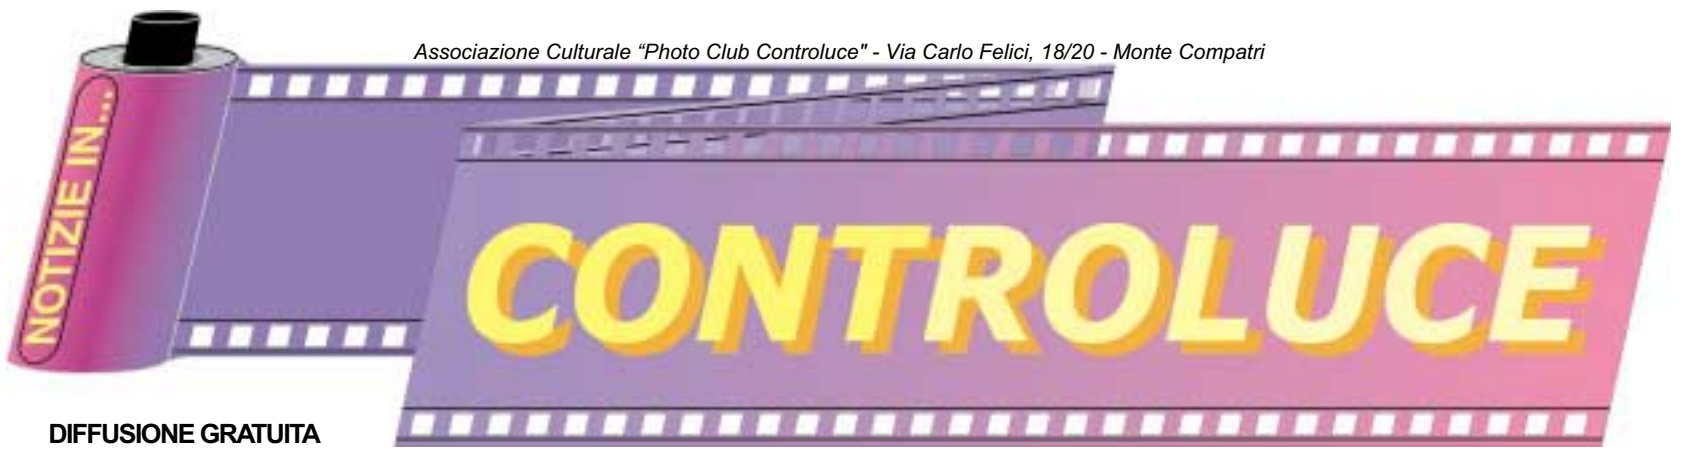 Associazione Culturale “Photo Club Controluce" - Via Carlo Felici, 18/20 - Monte Compatri
NOTIZIE IN...
CONTROLUCE
DIFFUSIONE GRATUITA